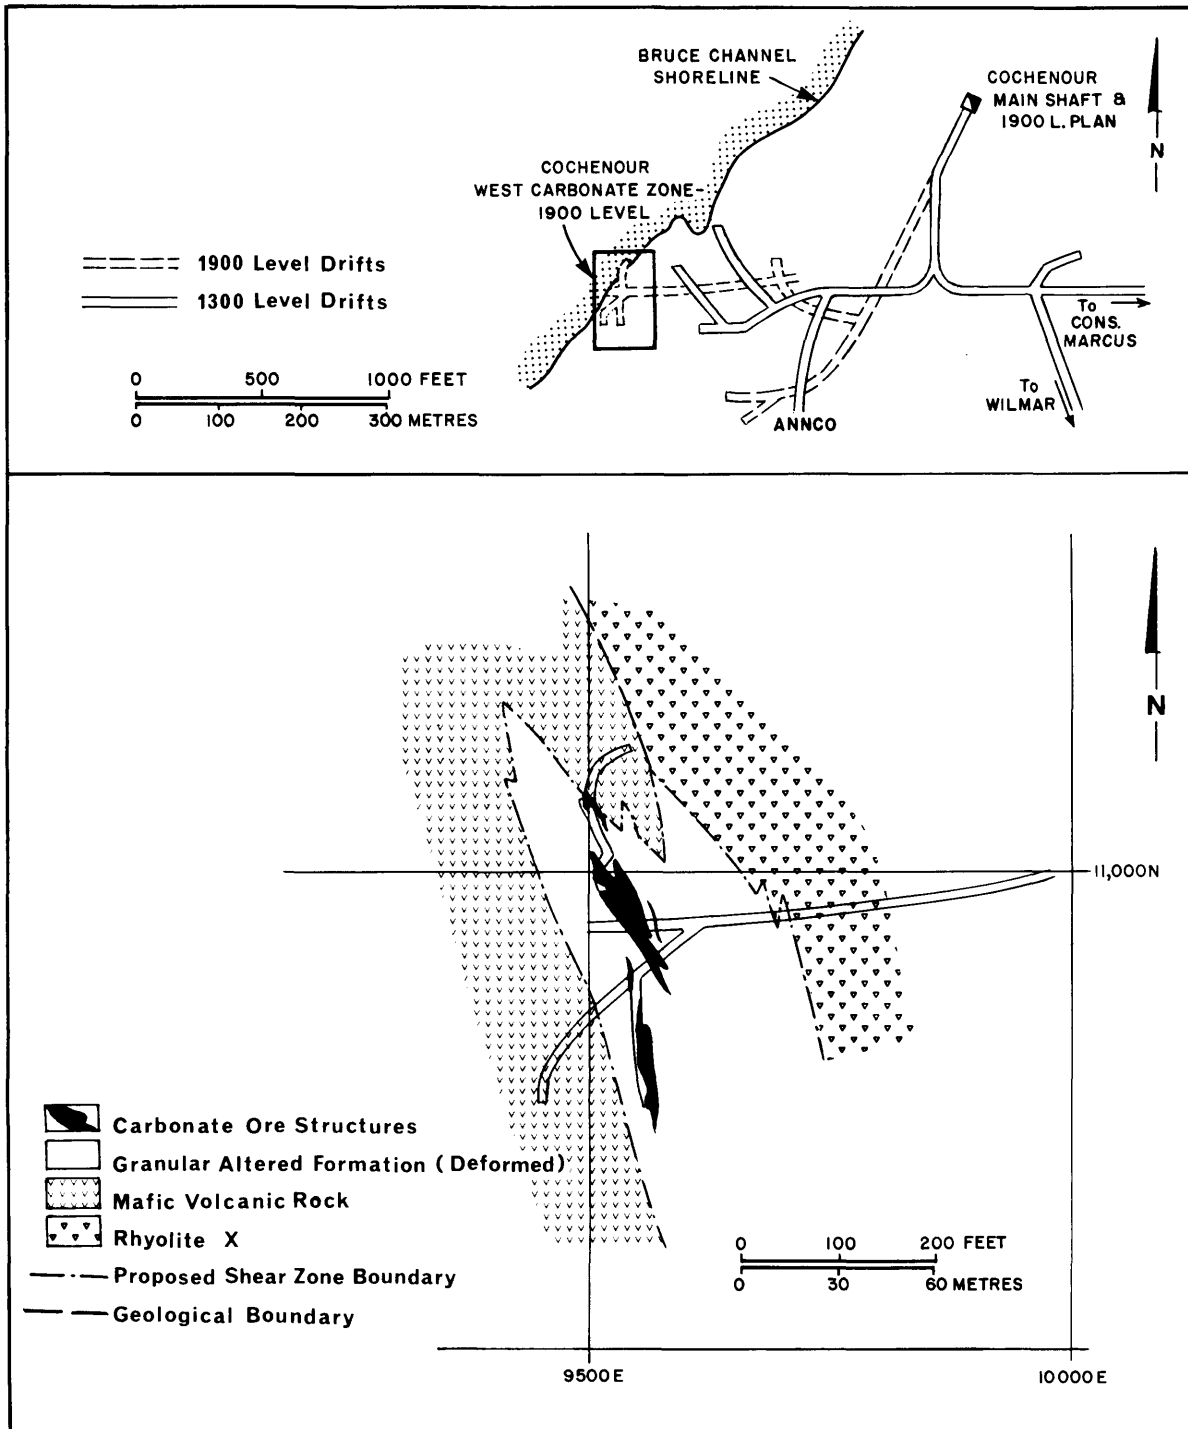 BRUCE CHANNEL
SHORELINE
COCHENOUR
MAIN SHAFT &
1900 L. PLAN
N
COCHENOUR
WEST CARBONATE ZONE-
1900 LEVEL
1900 Level Drifts
1300 Level Drifts
To
CONS.
MARCUS
To
WILMAR
ANNCO
0 500 1000 FEET
0 100 200 300 METRES
N
11,000N
Carbonate Ore Structures
Granular Altered Formation (Deformed)
Mafic Volcanic Rock
Rhyolite X
Proposed Shear Zone Boundary
Geological Boundary
0 100 200 FEET
0 30 60 METRES
9500E
10000E